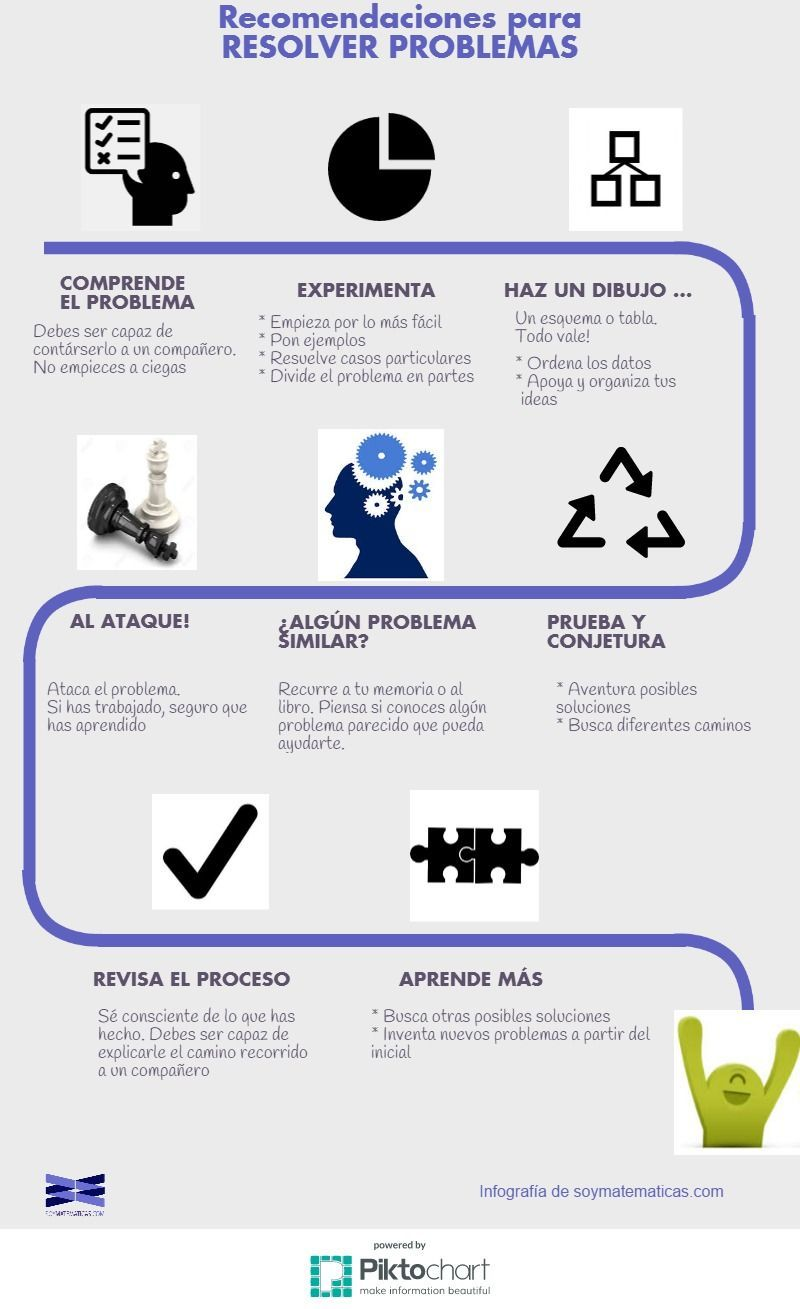 Recomendaciones para
RESOLVER PROBLEMAS
COMPRENDE
EL PROBLEMA
Debes ser capaz de
contárserlo a un compañero.
No empieces a ciegas
EXPERIMENTA
* Empieza por lo más fácil
* Pon ejemplos
* Resuelve casos particulares
* Divide el problema en partes
HAZ UN DIBUJO ...
Un esquema o tabla.
Todo vale!
* Ordena los datos
* Apoya y organiza tus
ideas
AL ATAQUE!
Ataca el problema.
Si has trabajado, seguro que
has aprendido
¿ALGÚN PROBLEMA
SIMILAR?
Recurre a tu memoria o al
libro. Piensa si conoces algún
problema parecido que pueda
ayudarte.
PRUEBA Y
CONJETURA
* Aventura posibles
soluciones
* Busca diferentes caminos
REVISA EL PROCESO
Sé consciente de lo que has
hecho. Debes ser capaz de
explicarle el camino recorrido
a un compañero
APRENDE MÁS
* Busca otras posibles soluciones
* Inventa nuevos problemas a partir del
inicial
SOYMATEMATICAS.COM
Infografía de soymatematicas.com
powered by
Piktochart
make information beautiful